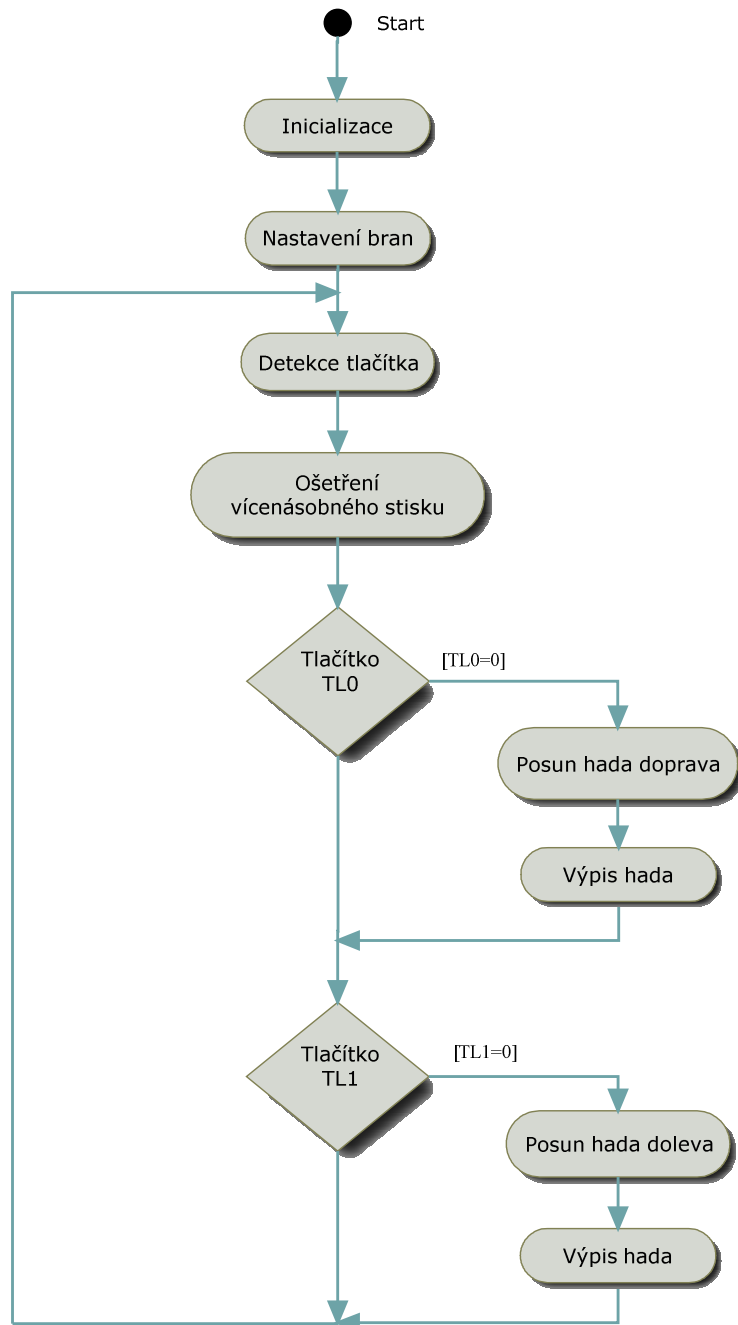 Start
Inicializace
Nastavení bran
Detekce tlačítka
Ošetření
vícenásobného stisku
Tlačítko
TL0
[TL0=0]
Posun hada doprava
Výpis hada
Tlačítko
TL1
[TL1=0]
Posun hada doleva
Výpis hada